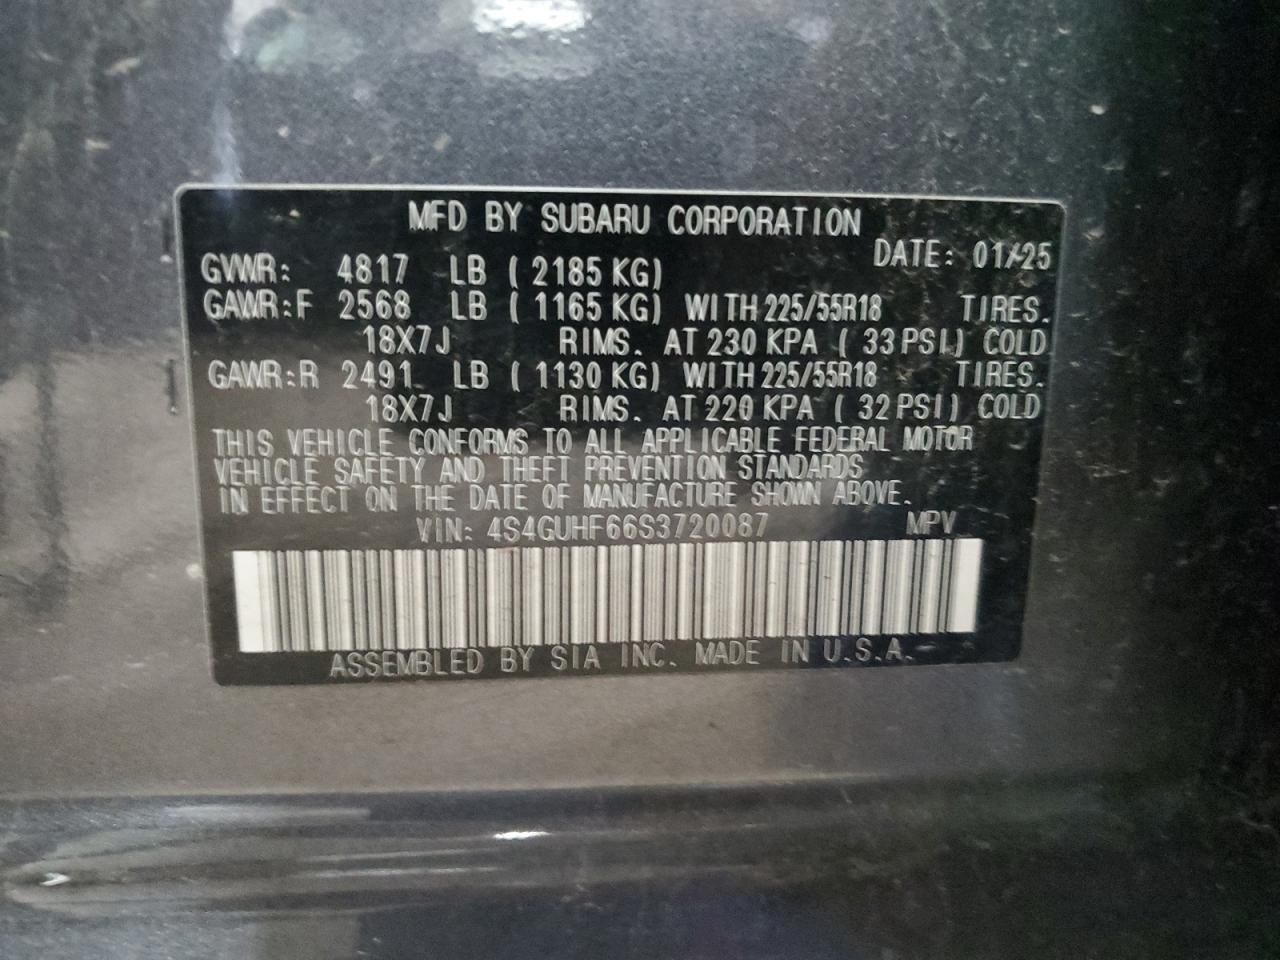 MFD BY SUBARU CORPORATION
DATE: 01/25
GVWR: 4817 LB ( 2185 KG)
GAWR:F 2568 LB ( 1165 KG) WITH 225/55R18 TIRES.
18X7J RIMS. AT 230 KPA ( 33 PSI) COLD
GAWR:R 2491 LB ( 1130 KG) WITH 225/55R18 TIRES.
18X7J RIMS. AT 220 KPA ( 32 PSI) COLD
THIS VEHICLE CONFORMS TO ALL APPLICABLE FEDERAL MOTOR
VEHICLE SAFETY AND THEFT PREVENTION STANDARDS
IN EFFECT ON THE DATE OF MANUFACTURE SHOWN ABOVE.
VIN: 4S4GUHF66S3720087 MPV
ASSEMBLED BY SIA INC. MADE IN U.S.A.